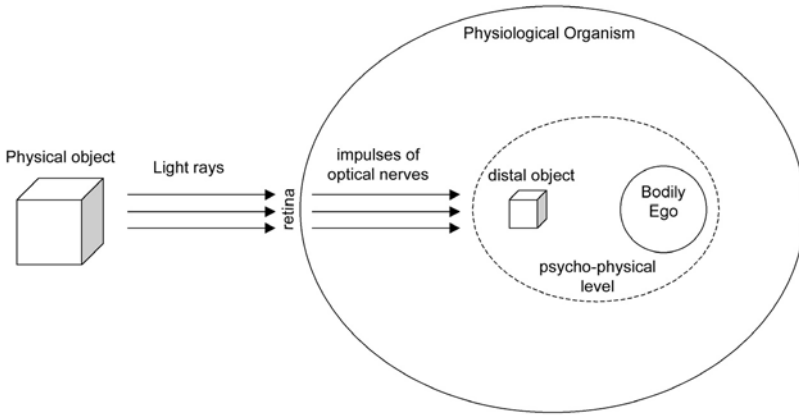 Physiological Organism
Physical object
Light rays
retina
impulses of
optical nerves
distal object
Bodily
Ego
psycho-physical
level